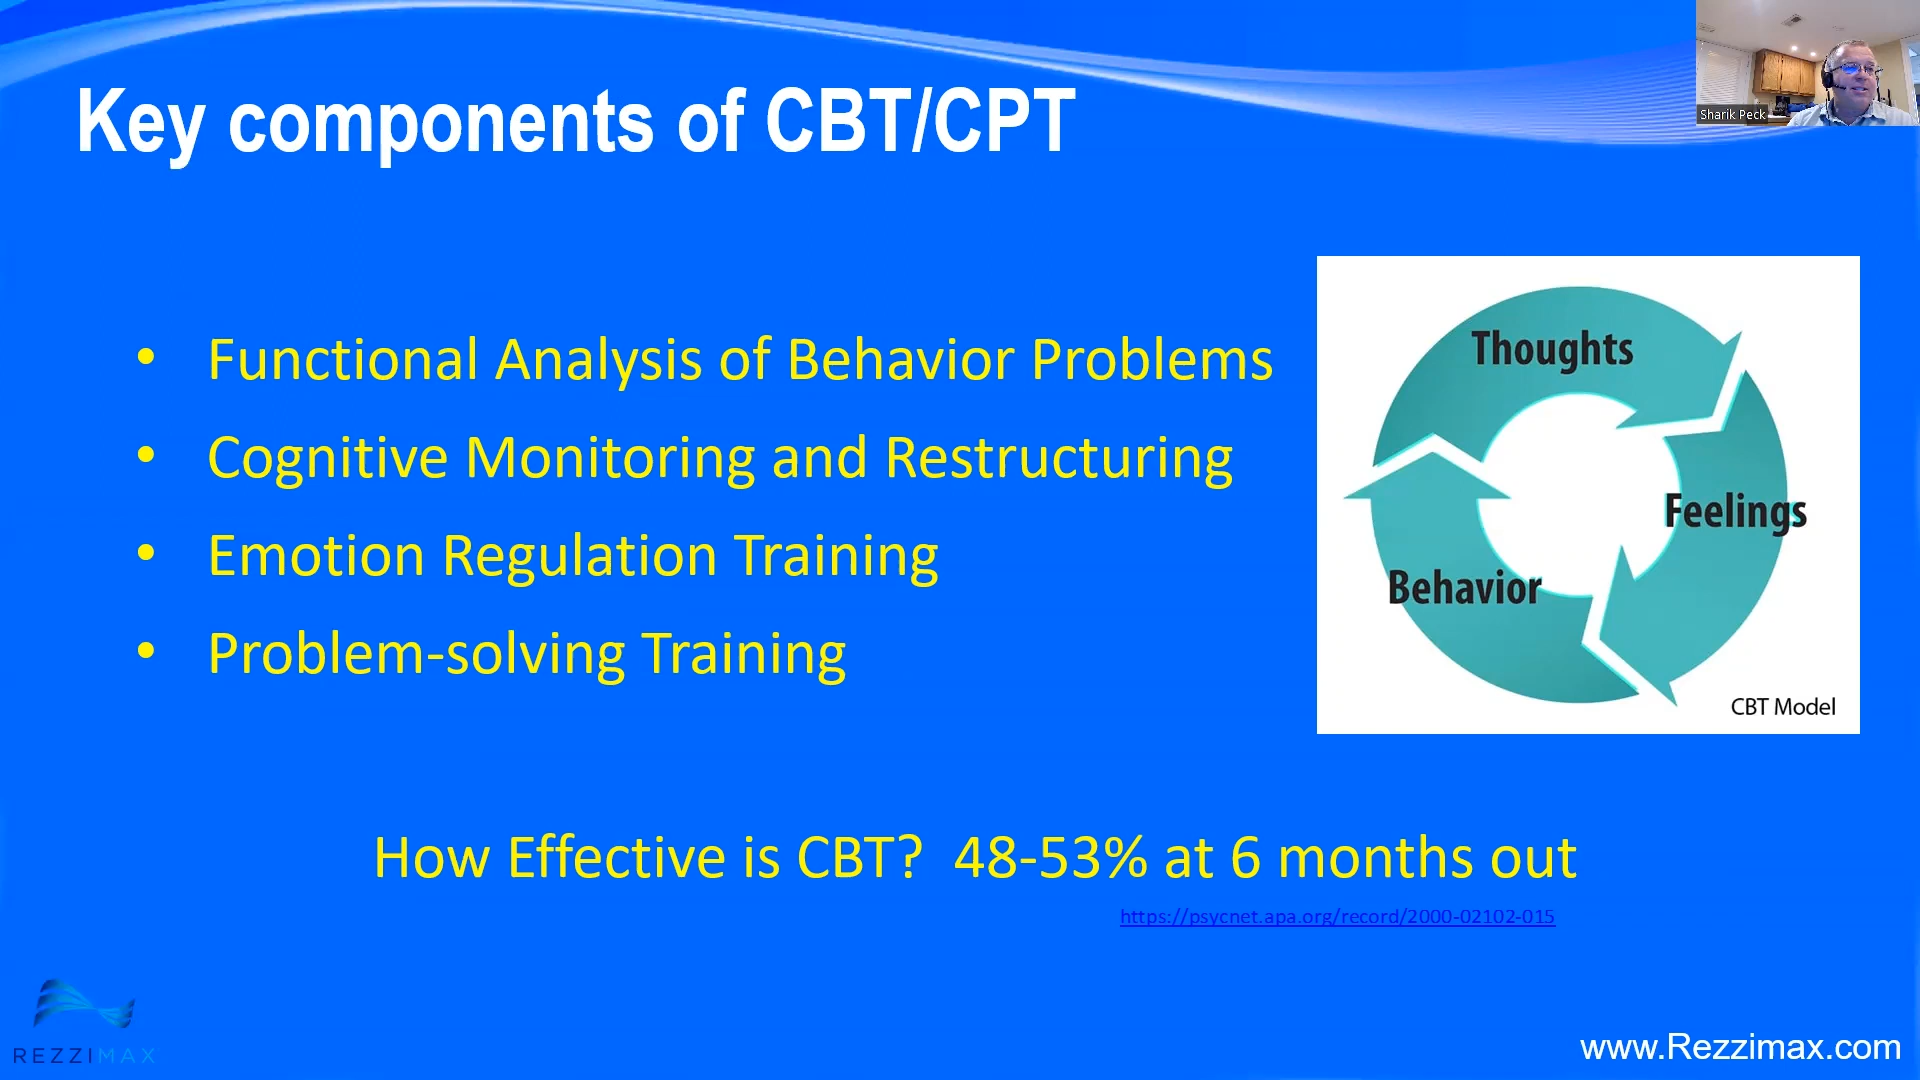 Key components of CBT/CPT
Sharik Peck
• Functional Analysis of Behavior Problems
• Cognitive Monitoring and Restructuring
• Emotion Regulation Training
• Problem-solving Training
Thoughts
Feelings
Behavior
CBT Model
How Effective is CBT? 48-53% at 6 months out
https://psycnet.apa.org/record/2000-02102-015
REZZIMAX
www.Rezzimax.com